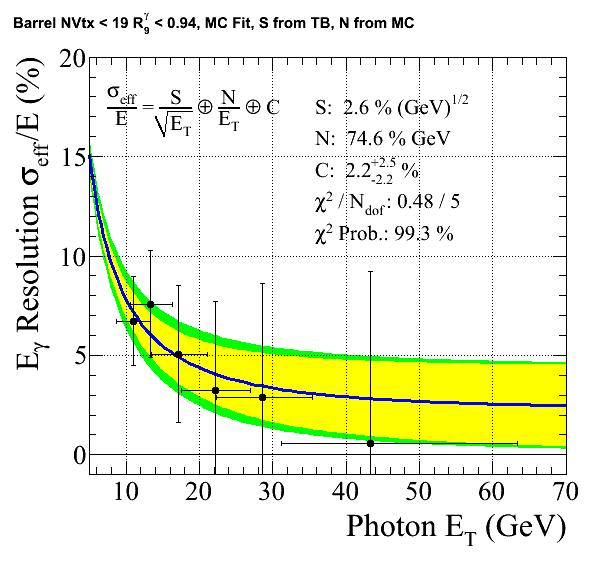 Barrel NVtx < 19 R₉^γ < 0.94, MC Fit, S from TB, N from MC
E_γ Resolution σ_eff/E (%)
20
15
10
5
0
σ_eff/E = S/√E_T ⊕ N/E_T ⊕ C
S: 2.6 % (GeV)^1/2
N: 74.6 % GeV
C: 2.2 +2.5 -2.2 %
χ² / N_dof: 0.48 / 5
χ² Prob.: 99.3 %
10 20 30 40 50 60 70
Photon E_T (GeV)